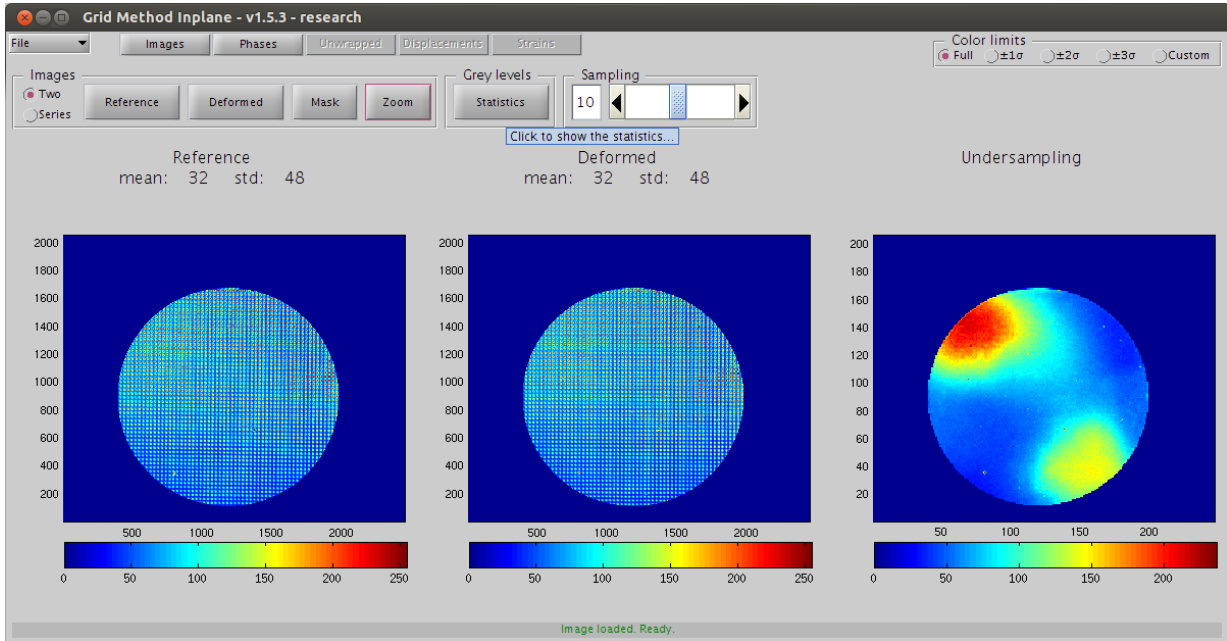 Grid Method Inplane - v1.5.3 - research
File Images Phases Unwrapped Displacements Strains
Color limits
Full ±1σ ±2σ ±3σ Custom
Images Grey levels Sampling
Two
Series
Reference Deformed Mask Zoom Statistics 10
Click to show the statistics...
Reference Deformed Undersampling
mean: 32 std: 48 mean: 32 std: 48
2000 2000 200
1800 1800 180
1600 1600 160
1400 1400 140
1200 1200 120
1000 1000 100
800 800 80
600 600 60
400 400 40
200 200 20
500 1000 1500 2000 500 1000 1500 2000 50 100 150 200
0 50 100 150 200 250 0 50 100 150 200 250 0 50 100 150 200
Image loaded. Ready.